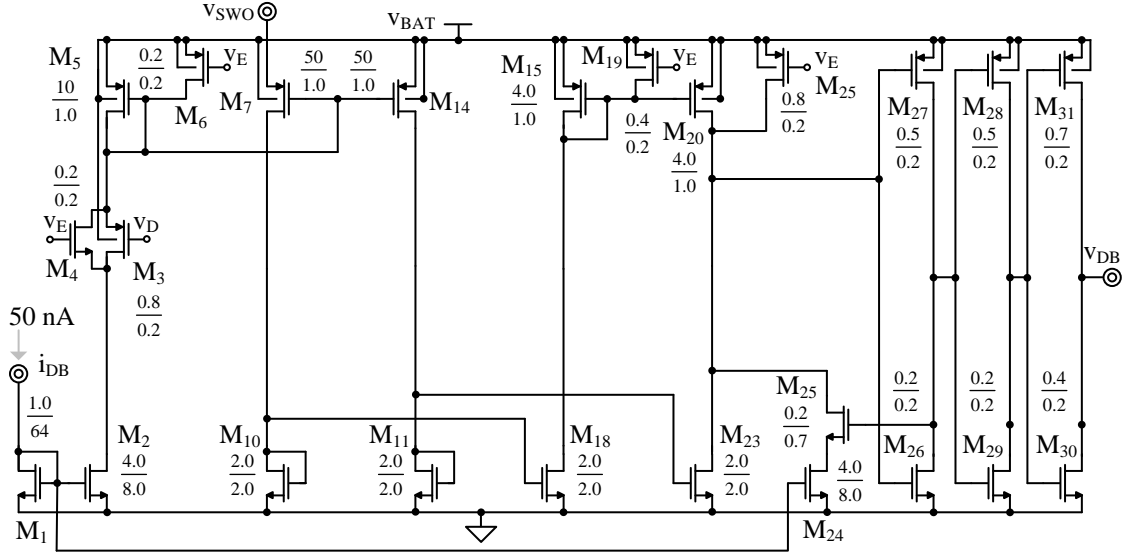 vSWO
vBAT
M5
10
1.0
0.2
0.2
vE
M6
M7
50
1.0
50
1.0
M14
M15
4.0
1.0
M19
vE
0.4
0.2
M20
4.0
1.0
vE
M25
0.8
0.2
M27
0.5
0.2
M28
0.5
0.2
M31
0.7
0.2
0.2
0.2
vE
vD
M4
M3
0.8
0.2
vDB
50 nA
iDB
1.0
64
M2
4.0
8.0
M1
M10
2.0
2.0
M11
2.0
2.0
M18
2.0
2.0
M23
2.0
2.0
M25
0.2
0.7
4.0
8.0
M24
0.2
0.2
M26
0.2
0.2
M29
0.4
0.2
M30